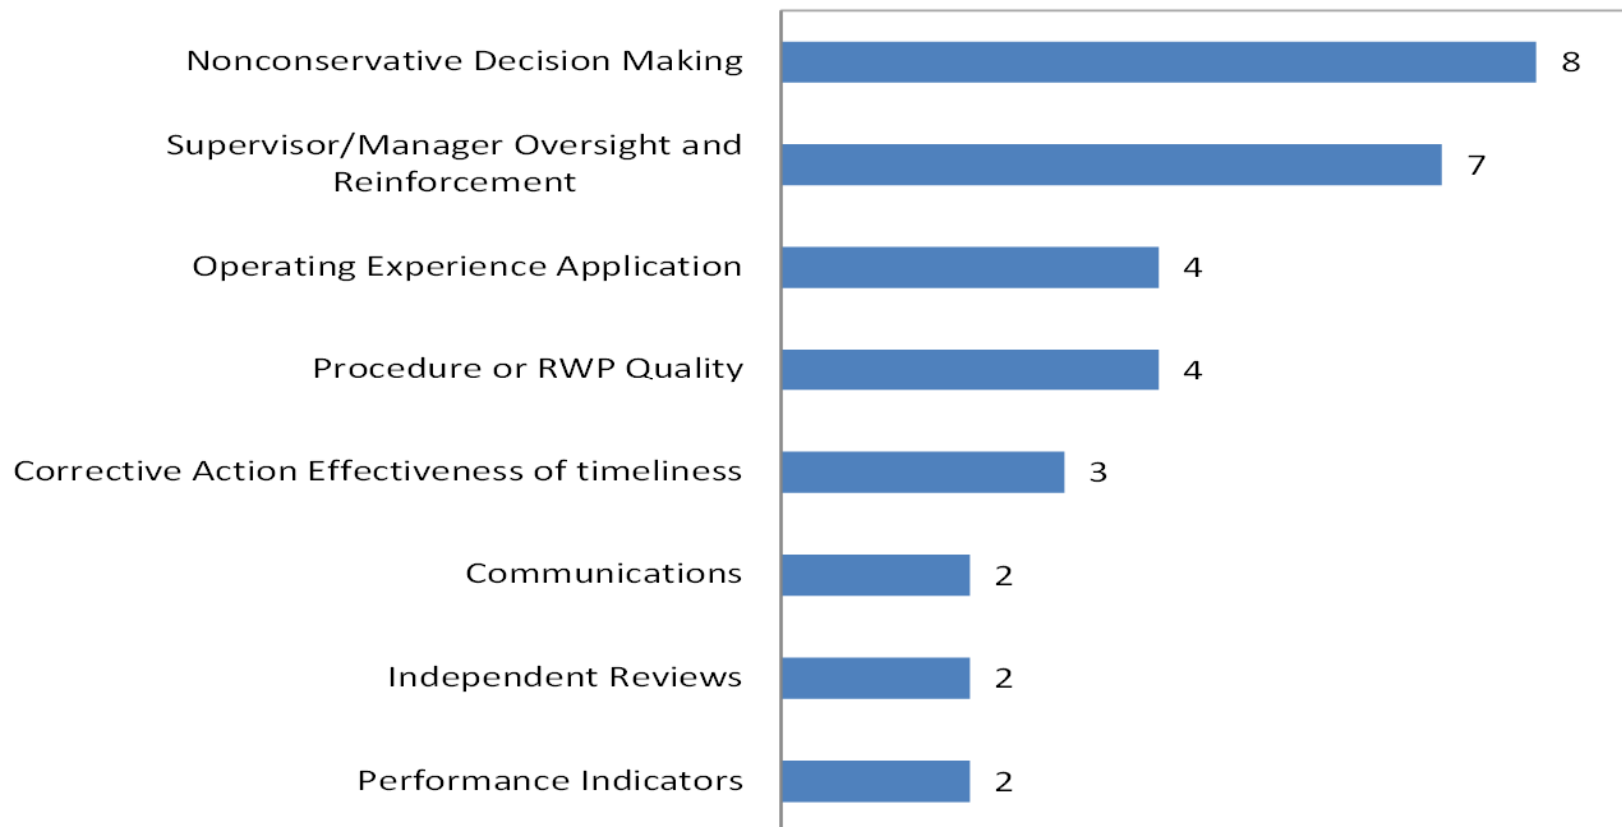 Nonconservative Decision Making 8
Supervisor/Manager Oversight and
Reinforcement 7
Operating Experience Application 4
Procedure or RWP Quality 4
Corrective Action Effectiveness of timeliness 3
Communications 2
Independent Reviews 2
Performance Indicators 2